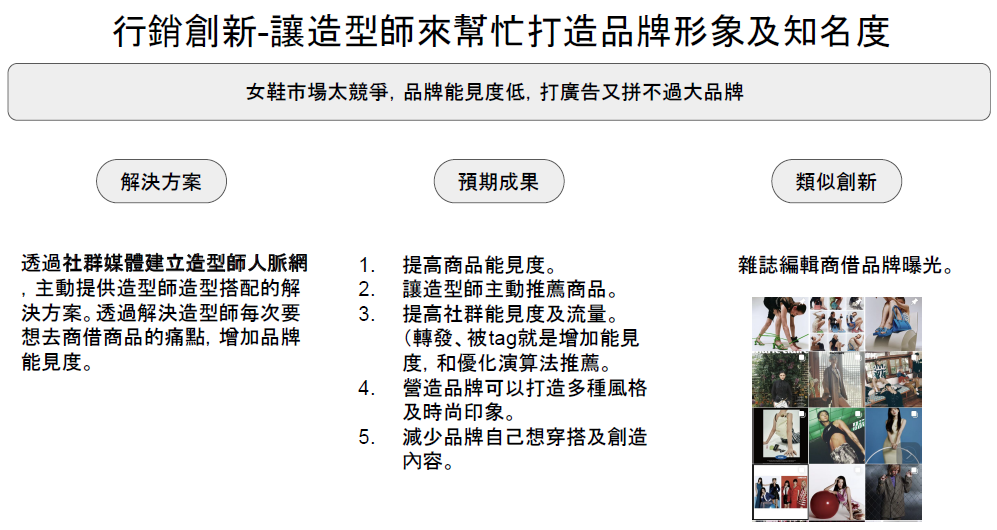 行銷創新-讓造型師來幫忙打造品牌形象及知名度
女鞋市場太競爭, 品牌能見度低, 打廣告又拼不過大品牌
解決方案
透過社群媒體建立造型師人脈網
, 主動提供造型師造型搭配的解
決方案。透過解決造型師每次要
想去商借商品的痛點, 增加品牌
能見度。
預期成果
1. 提高商品能見度。
2. 讓造型師主動推薦商品。
3. 提高社群能見度及流量。
（轉發、被tag就是增加能見
度, 和優化演算法推薦。
4. 營造品牌可以打造多種風格
及時尚印象。
5. 減少品牌自己想穿搭及創造
內容。
類似創新
雜誌編輯商借品牌曝光。